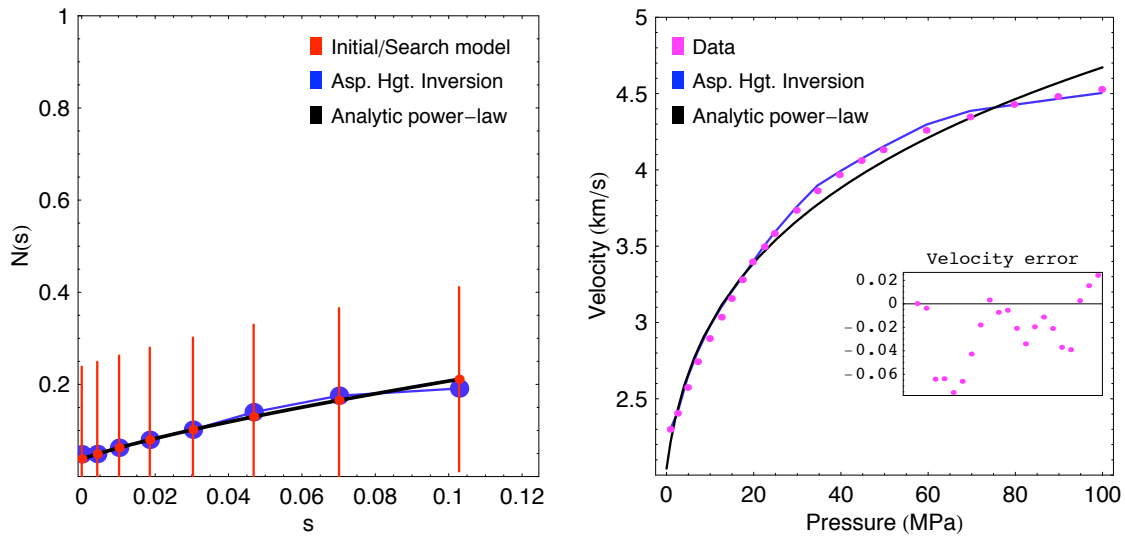 1
0.8
0.6
0.4
0.2
N(s)
Initial/Search model
Asp. Hgt. Inversion
Analytic power−law
0 0.02 0.04 0.06 0.08 0.1 0.12
s
5
4.5
4
3.5
3
2.5
Velocity (km/s)
Data
Asp. Hgt. Inversion
Analytic power−law
Velocity error
0.02
0
−0.02
−0.04
−0.06
0 20 40 60 80 100
Pressure (MPa)